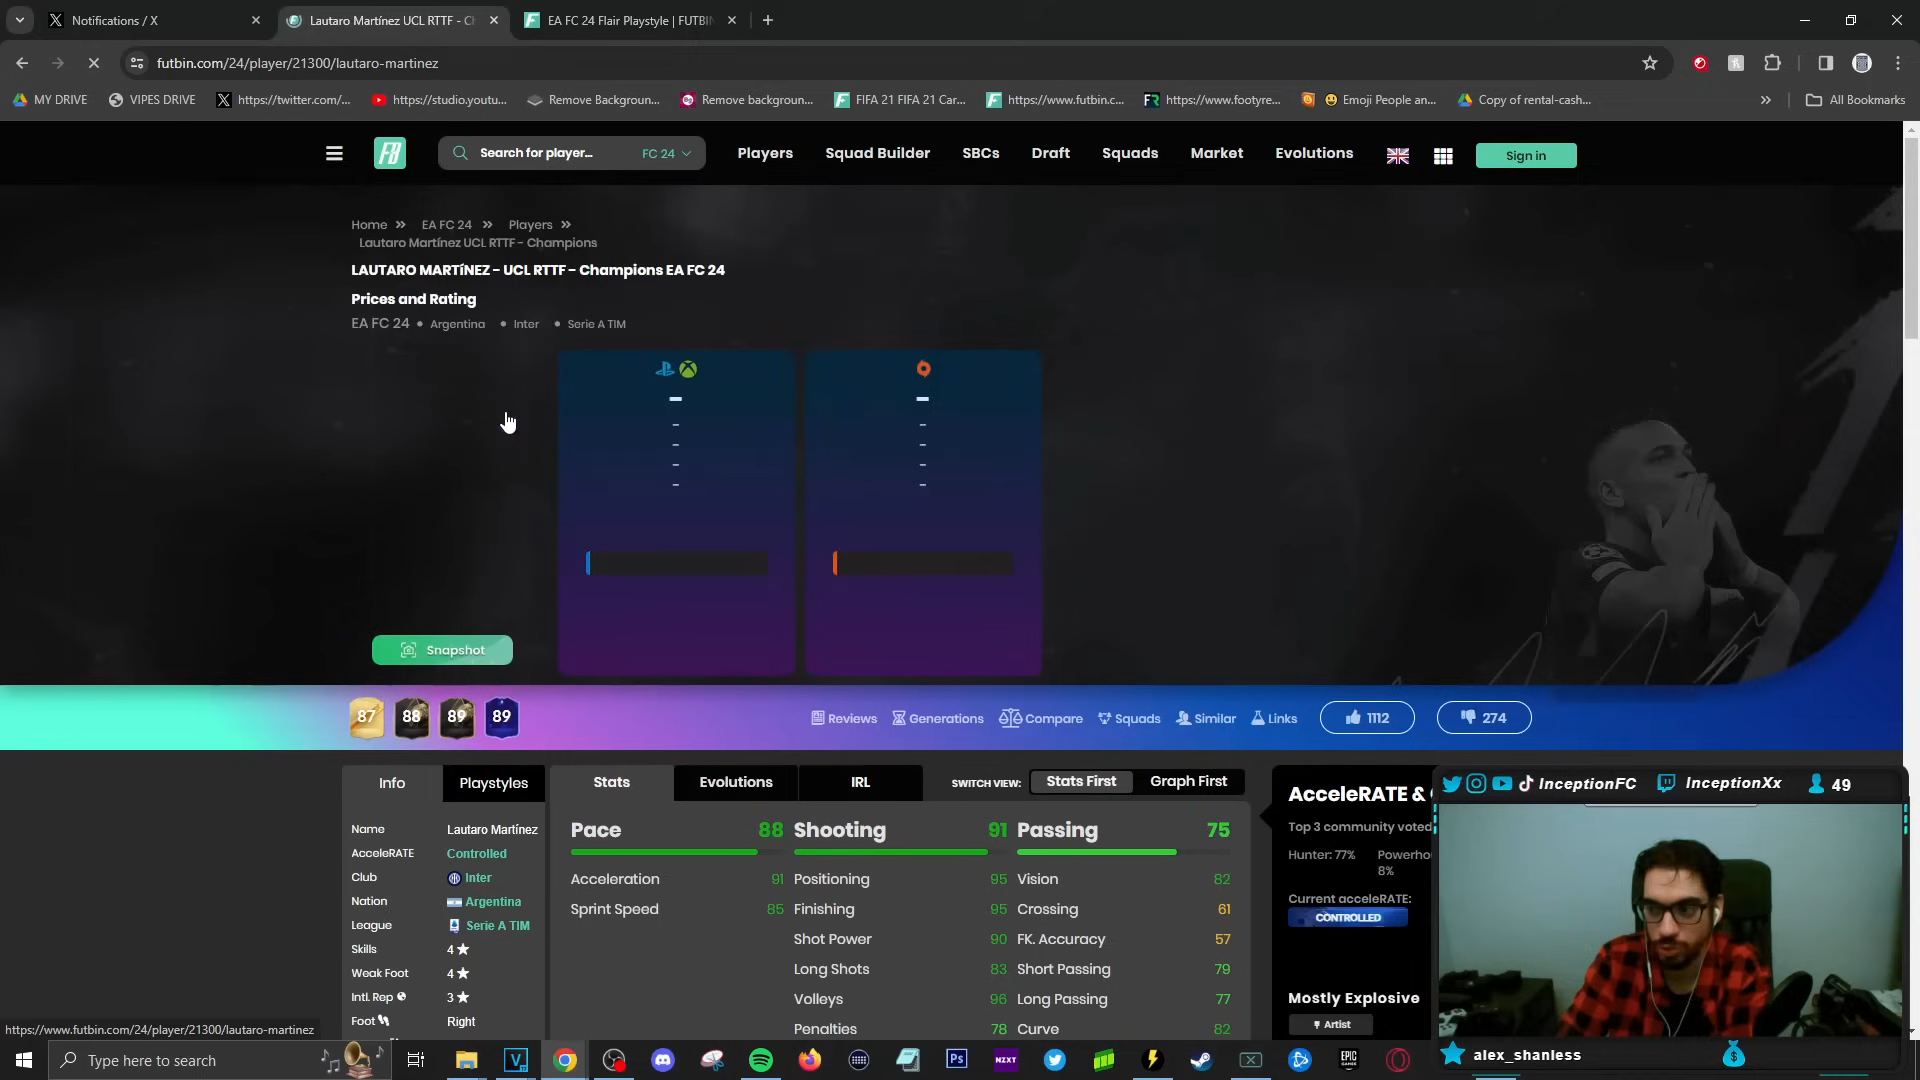 Notifications / X
Lautaro Martínez UCL RTTF - Ch
EA FC 24 Flair Playstyle | FUTBIN
futbin.com/24/player/21300/lautaro-martinez
MY DRIVE
VIPES DRIVE
https://twitter.com/...
https://studio.youtu...
Remove Backgroun...
Remove backgroun...
FIFA 21 FIFA 21 Car...
https://www.futbin.c...
https://www.footyre...
Emoji People an...
Copy of rental-cash...
All Bookmarks
FB
Search for player...
FC 24
Players
Squad Builder
SBCs
Draft
Squads
Market
Evolutions
Sign in
Home » EA FC 24 » Players »
Lautaro Martínez UCL RTTF - Champions
LAUTARO MARTíNEZ - UCL RTTF - Champions EA FC 24
Prices and Rating
EA FC 24 • Argentina • Inter • Serie A TIM
-
-
-
-
-
-
-
-
-
-
Snapshot
87
88
89
89
Reviews
Generations
Compare
Squads
Similar
Links
1112
274
Info
Playstyles
Stats
Evolutions
IRL
SWITCH VIEW:
Stats First
Graph First
Name Lautaro Martínez
AcceleRATE Controlled
Club Inter
Nation Argentina
League Serie A TIM
Skills 4
Weak Foot 4
Intl. Rep 3
Foot Right
Pace 88
Acceleration 91
Sprint Speed 85
Shooting 91
Positioning 95
Finishing 95
Shot Power 90
Long Shots 83
Volleys 96
Penalties 78
Passing 75
Vision 82
Crossing 61
FK. Accuracy 57
Short Passing 79
Long Passing 77
Curve 82
AcceleRATE &
Top 3 community voted
Hunter: 77%
8%
Current acceleRATE:
CONTROLLED
Mostly Explosive
Artist
InceptionFC
InceptionXx
49
alex_shanless
https://www.futbin.com/24/player/21300/lautaro-martinez
Type here to search
V
Ps
NZXT
EPIC
GAMES